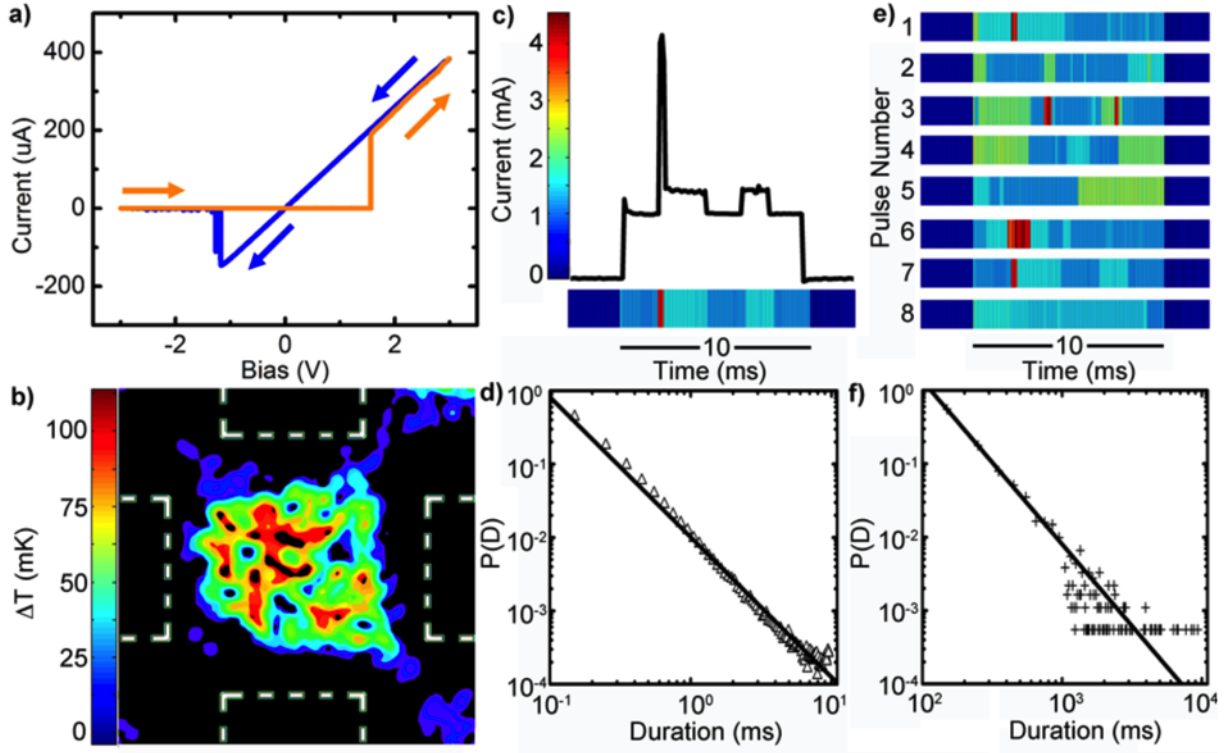 a)
400
200
0
-200
Current (uA)
-2
0
2
Bias (V)
b)
100
75
50
25
0
ΔT (mK)
c)
4
3
2
1
0
Current (mA)
10
Time (ms)
d)
10^0
10^-1
10^-2
10^-3
10^-4
P(D)
10^-1
10^0
10^1
Duration (ms)
e)
1
2
3
4
5
6
7
8
Pulse Number
10
Time (ms)
f)
10^0
10^-1
10^-2
10^-3
10^-4
P(D)
10^2
10^3
10^4
Duration (ms)